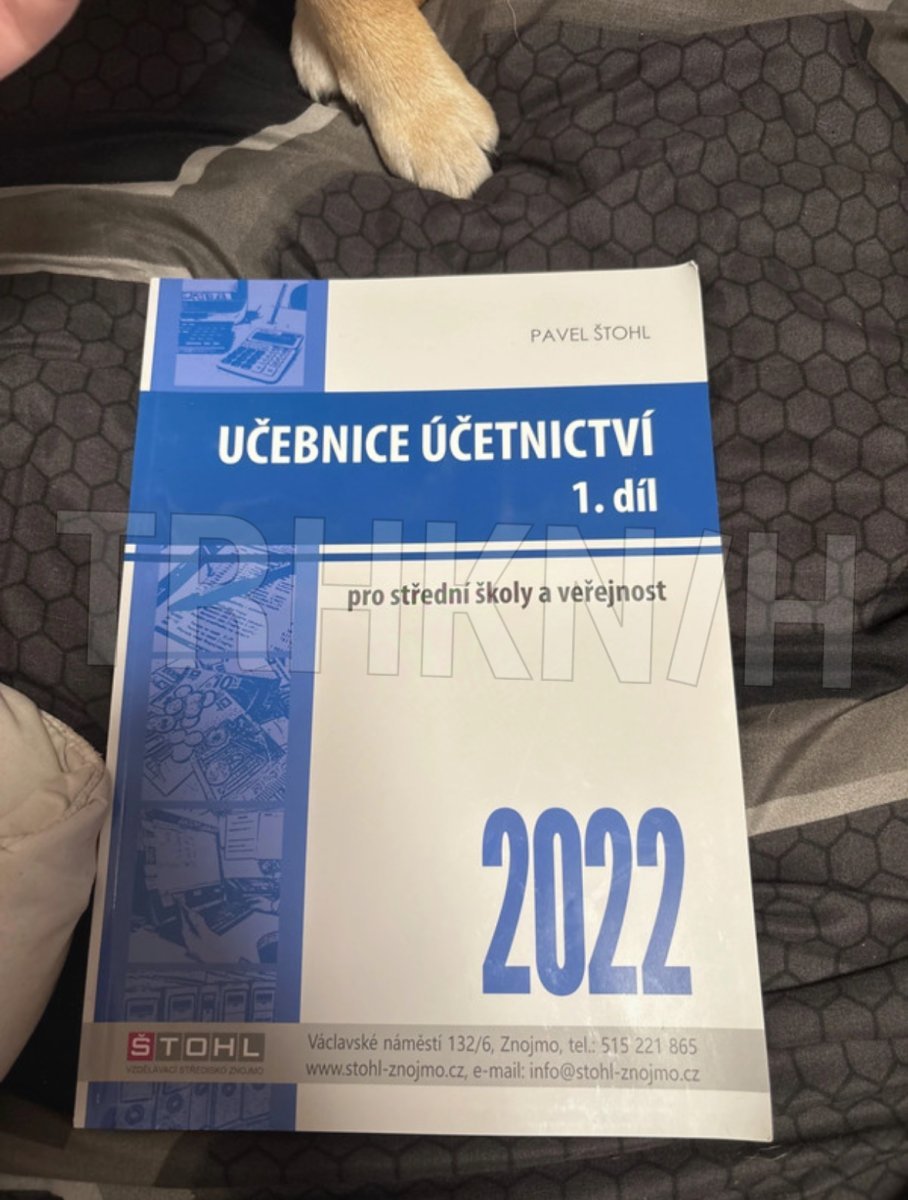 PAVEL ŠTOHL
UČEBNICE ÚČETNICTVÍ
1. díl
TRHKNIH
pro střední školy a veřejnost
2022
ŠTOHL
VZDĚLÁVACÍ STŘEDISKO ZNOJMO
Václavské náměstí 132/6, Znojmo, tel.: 515 221 865
www.stohl-znojmo.cz, e-mail: info@stohl-znojmo.cz